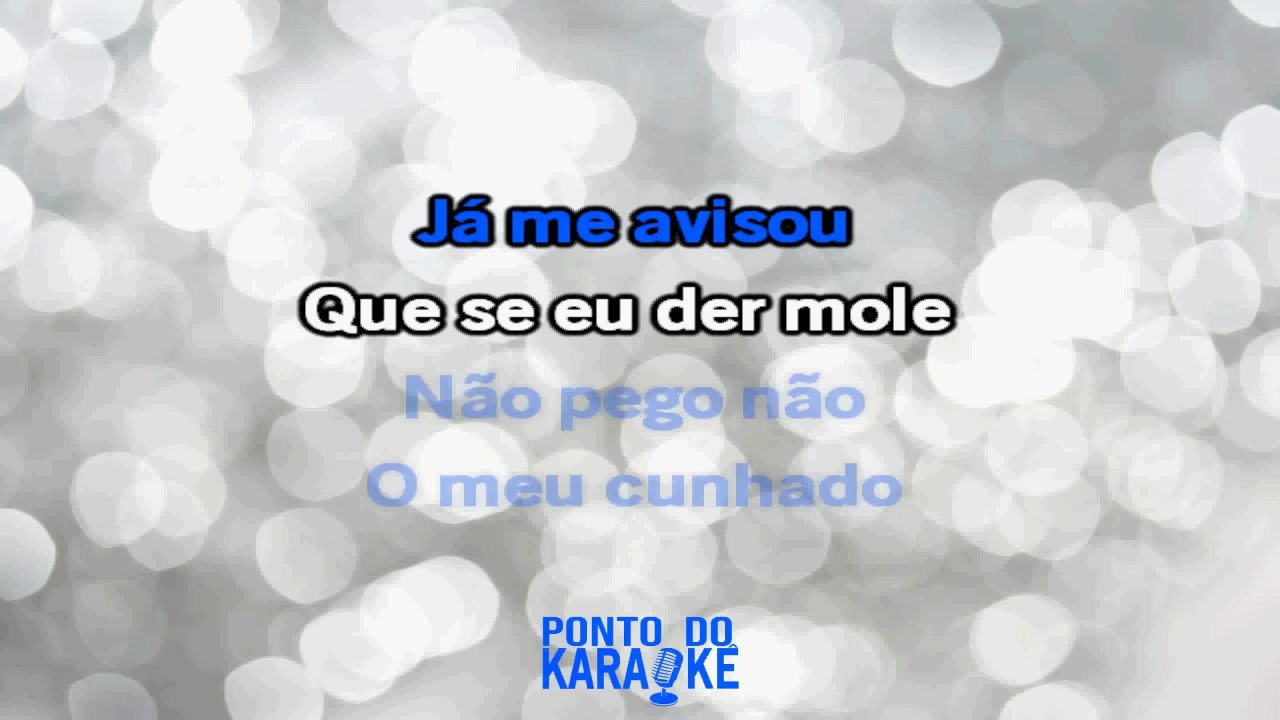 Já me avisou
Que se eu der mole
Não pego não
O meu cunhado
PONTO DO
KARAOKÊ